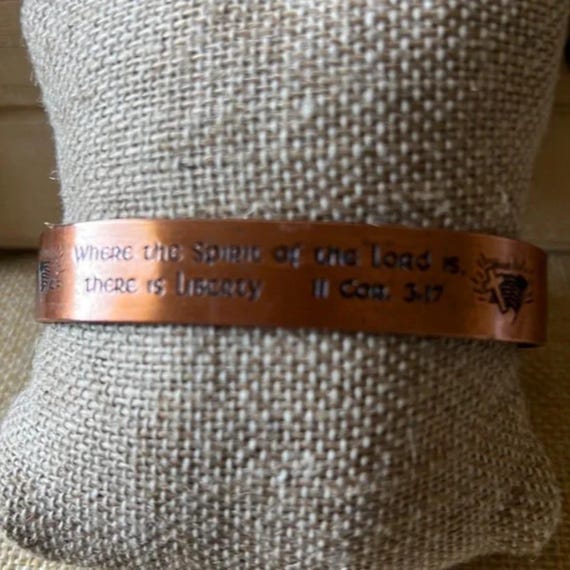 Where the Spirit of the Lord is,
there is Liberty II Cor. 3:17